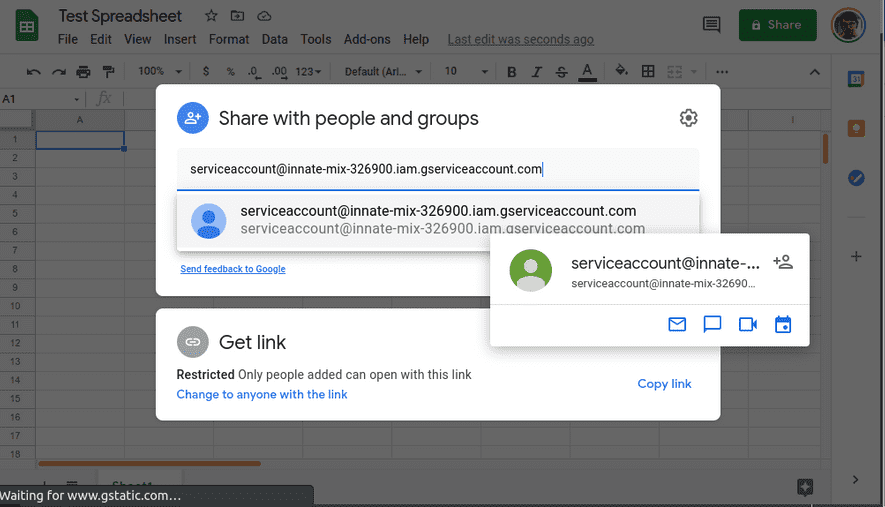 Test Spreadsheet
File Edit View Insert Format Data Tools Add-ons Help Last edit was seconds ago
Share
100% $ % .0 .00 123 Default (Ari... 10 B I S A
A1 fx
A I
1
2
3
4
5
6
7
8
9
10
11
12
13
14
15
16
17
18
Share with people and groups
serviceaccount@innate-mix-326900.iam.gserviceaccount.com
serviceaccount@innate-mix-326900.iam.gserviceaccount.com
serviceaccount@innate-mix-326900.iam.gserviceaccount.com
Send feedback to Google
serviceaccount@innate-...
serviceaccount@innate-mix-32690...
Get link
Restricted Only people added can open with this link
Change to anyone with the link
Copy link
31
Waiting for www.gstatic.com...